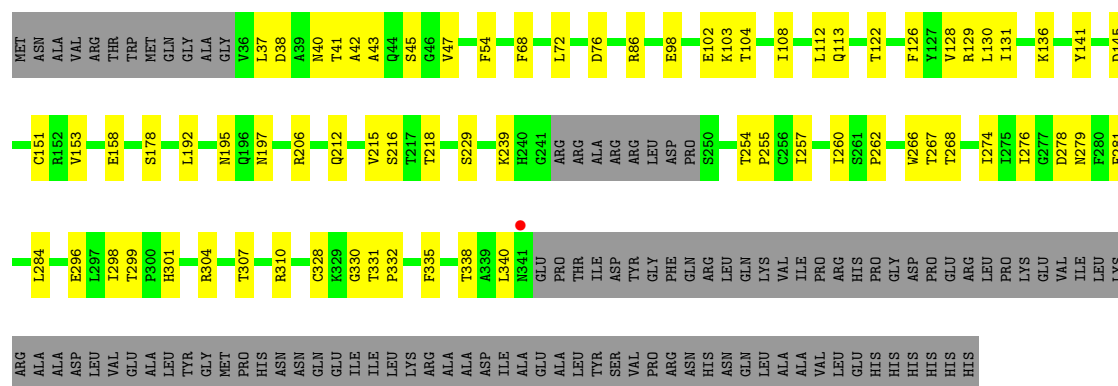 MET ASN ALA VAL ARG THR TRP MET GLN GLY ALA GLY V36 L37 D38 A39 N40 T41 A42 A43 Q44 S45 G46 V47 F54 F68 L72 D76 R86 E98 E102 K103 T104 I108 L112 Q113 T122 F126 Y127 V128 R129 L130 I131 K136 Y141 D145
C151 R152 V153 E158 S178 L192 N195 Q196 N197 R206 Q212 V215 S216 T217 T218 S229 K239 H240 G241 ARG ARG ALA ARG ARG LEU ASP PRO S250 T254 P255 C256 I257 I260 S261 P262 W266 T267 T268 I274 I275 I276 G277 D278 N279 F280 E281
L284 E296 L297 I298 T299 P300 H301 R304 T307 R310 C328 K329 G330 T331 P332 F335 T338 A339 L340 N341 GLU PRO THR ILE ASP TYR GLY PHE GLN ARG LEU GLN LYS VAL ILE PRO ARG HIS PRO GLY ASP PRO GLU ARG LEU PRO LYS GLU VAL ILE LEU LYS
ARG ALA ALA ASP LEU VAL GLU ALA LEU TYR GLY MET PRO HIS ASN ASN GLN GLU ILE ILE LEU LYS ARG ALA ALA ASP ILE ALA GLU ALA LEU TYR SER VAL PRO ARG ASN HIS ASN GLN LEU ALA ALA VAL LEU GLU HIS HIS HIS HIS HIS HIS